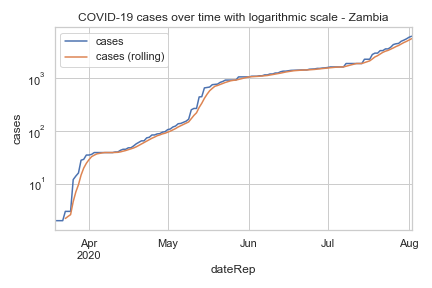 COVID-19 cases over time with logarithmic scale - Zambia
cases
cases (rolling)
10³
10²
10¹
cases
Apr
2020
May
Jun
Jul
Aug
dateRep